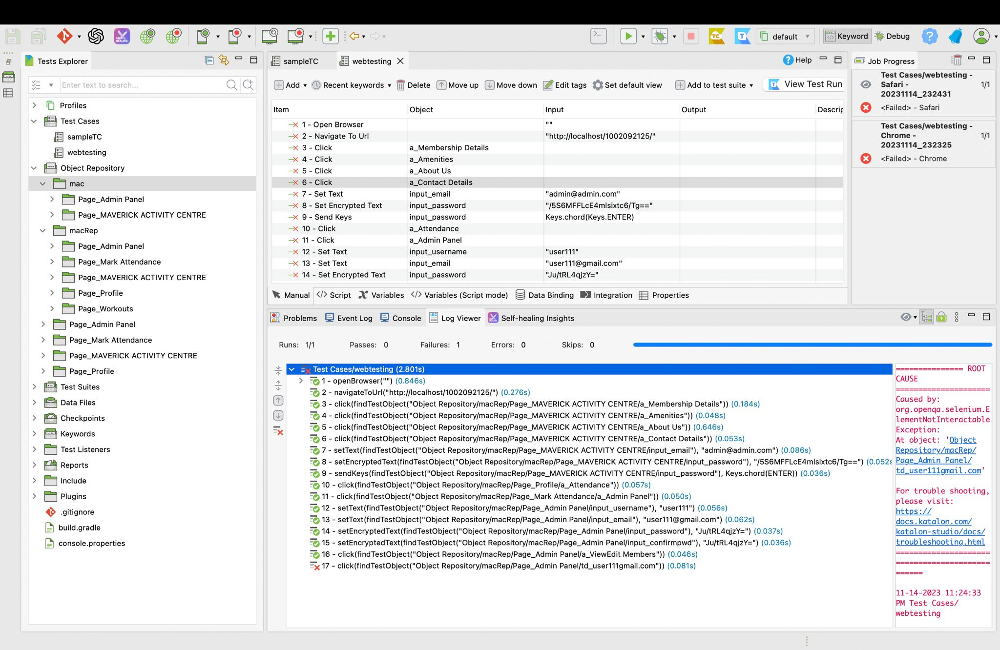 default
Keyword
Debug
Tests Explorer
Enter text to search...
Profiles
Test Cases
sampleTC
webtesting
Object Repository
mac
Page_Admin Panel
Page_MAVERICK ACTIVITY CENTRE
macRep
Page_Admin Panel
Page_Mark Attendance
Page_MAVERICK ACTIVITY CENTRE
Page_Profile
Page_Workouts
Page_Admin Panel
Page_Mark Attendance
Page_MAVERICK ACTIVITY CENTRE
Page_Profile
Test Suites
Data Files
Checkpoints
Keywords
Test Listeners
Reports
Include
Plugins
.gitignore
build.gradle
console.properties
sampleTC
webtesting
Help
Add
Recent keywords
Delete
Move up
Move down
Edit tags
Set default view
Add to test suite
View Test Run
Item Object Input Output Descrip
1 - Open Browser ""
2 - Navigate To Url "http://localhost/1002092125/"
3 - Click a_Membership Details
4 - Click a_Amenities
5 - Click a_About Us
6 - Click a_Contact Details
7 - Set Text input_email "admin@admin.com"
8 - Set Encrypted Text input_password "/5S6MFFLcE4mlsixtc6/Tg=="
9 - Send Keys input_password Keys.chord(Keys.ENTER)
10 - Click a_Attendance
11 - Click a_Admin Panel
12 - Set Text input_username "user111"
13 - Set Text input_email "user111@gmail.com"
14 - Set Encrypted Text input_password "Ju/tRL4qjzY="
Manual
Script
Variables
Variables (Script mode)
Data Binding
Integration
Properties
Job Progress
Test Cases/webtesting -
Safari -
20231114_232431
1/1
<Failed> - Safari
Test Cases/webtesting -
Chrome -
20231114_232325
1/1
<Failed> - Chrome
Problems
Event Log
Console
Log Viewer
Self-healing Insights
Runs: 1/1 Passes: 0 Failures: 1 Errors: 0 Skips: 0
Test Cases/webtesting (2.801s)
1 - openBrowser("") (0.846s)
2 - navigateToUrl("http://localhost/1002092125/") (0.276s)
3 - click(findTestObject("Object Repository/macRep/Page_MAVERICK ACTIVITY CENTRE/a_Membership Details")) (0.184s)
4 - click(findTestObject("Object Repository/macRep/Page_MAVERICK ACTIVITY CENTRE/a_Amenities")) (0.048s)
5 - click(findTestObject("Object Repository/macRep/Page_MAVERICK ACTIVITY CENTRE/a_About Us")) (0.646s)
6 - click(findTestObject("Object Repository/macRep/Page_MAVERICK ACTIVITY CENTRE/a_Contact Details")) (0.053s)
7 - setText(findTestObject("Object Repository/macRep/Page_MAVERICK ACTIVITY CENTRE/input_email"), "admin@admin.com") (0.086s)
8 - setEncryptedText(findTestObject("Object Repository/macRep/Page_MAVERICK ACTIVITY CENTRE/input_password"), "/5S6MFFLcE4mlsixtc6/Tg==") (0.052s
9 - sendKeys(findTestObject("Object Repository/macRep/Page_MAVERICK ACTIVITY CENTRE/input_password"), Keys.chord(ENTER)) (0.036s)
10 - click(findTestObject("Object Repository/macRep/Page_Profile/a_Attendance")) (0.057s)
11 - click(findTestObject("Object Repository/macRep/Page_Mark Attendance/a_Admin Panel")) (0.050s)
12 - setText(findTestObject("Object Repository/macRep/Page_Admin Panel/input_username"), "user111") (0.056s)
13 - setText(findTestObject("Object Repository/macRep/Page_Admin Panel/input_email"), "user111@gmail.com") (0.062s)
14 - setEncryptedText(findTestObject("Object Repository/macRep/Page_Admin Panel/input_password"), "Ju/tRL4qjzY=") (0.037s)
15 - setEncryptedText(findTestObject("Object Repository/macRep/Page_Admin Panel/input_confirmpwd"), "Ju/tRL4qjzY=") (0.036s)
16 - click(findTestObject("Object Repository/macRep/Page_Admin Panel/a_ViewEdit Members")) (0.046s)
17 - click(findTestObject("Object Repository/macRep/Page_Admin Panel/td_user111gmail.com")) (0.081s)
=============== ROOT
CAUSE
=====================
Caused by:
org.openqa.selenium.E
lementNotInteractable
Exception:
At object: 'Object
Repository/macRep/
Page_Admin Panel/
td_user111gmail.com'
For trouble shooting,
please visit:
https://
docs.katalon.com/
katalon-studio/docs/
troubleshooting.html
=====================
=====================
======
11-14-2023 11:24:33
PM Test Cases/
webtesting